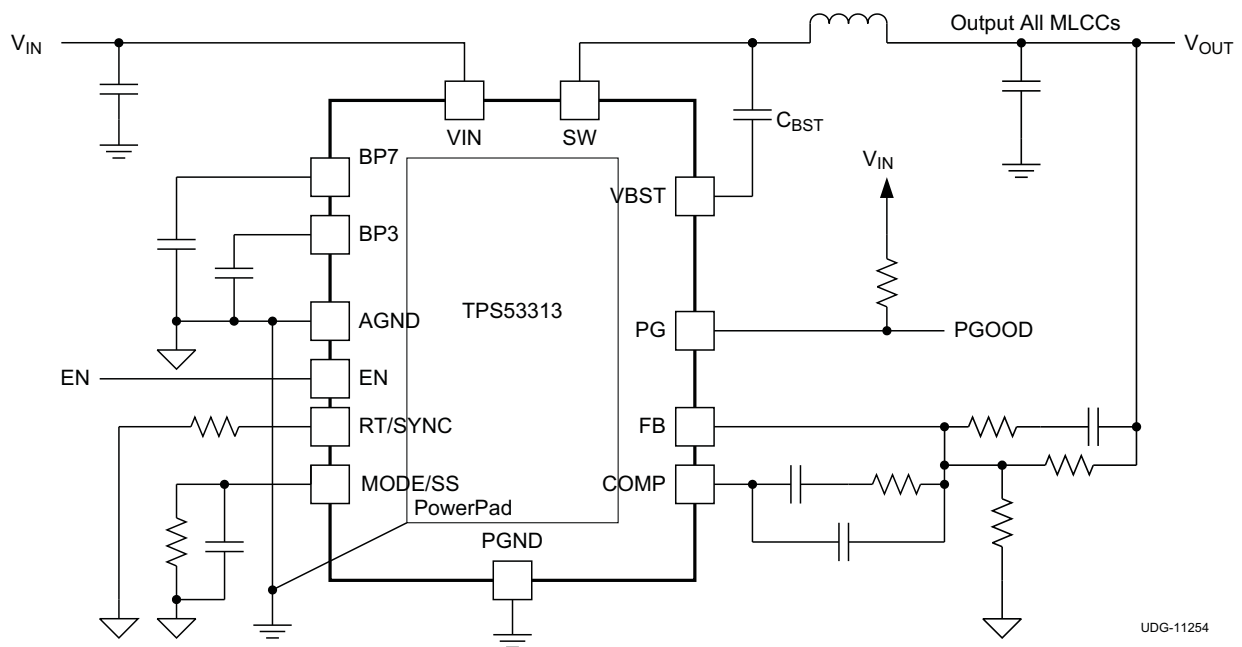 Output All MLCCs
VIN
VOUT
VIN
SW
CBST
BP7
VIN
VBST
BP3
TPS53313
AGND
PG
PGOOD
EN
EN
RT/SYNC
FB
MODE/SS
COMP
PowerPad
PGND
UDG-11254